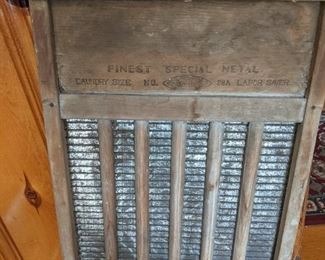 FINEST SPECIAL METAL
LAUNDRY SIZE NO. LABOR SAVER